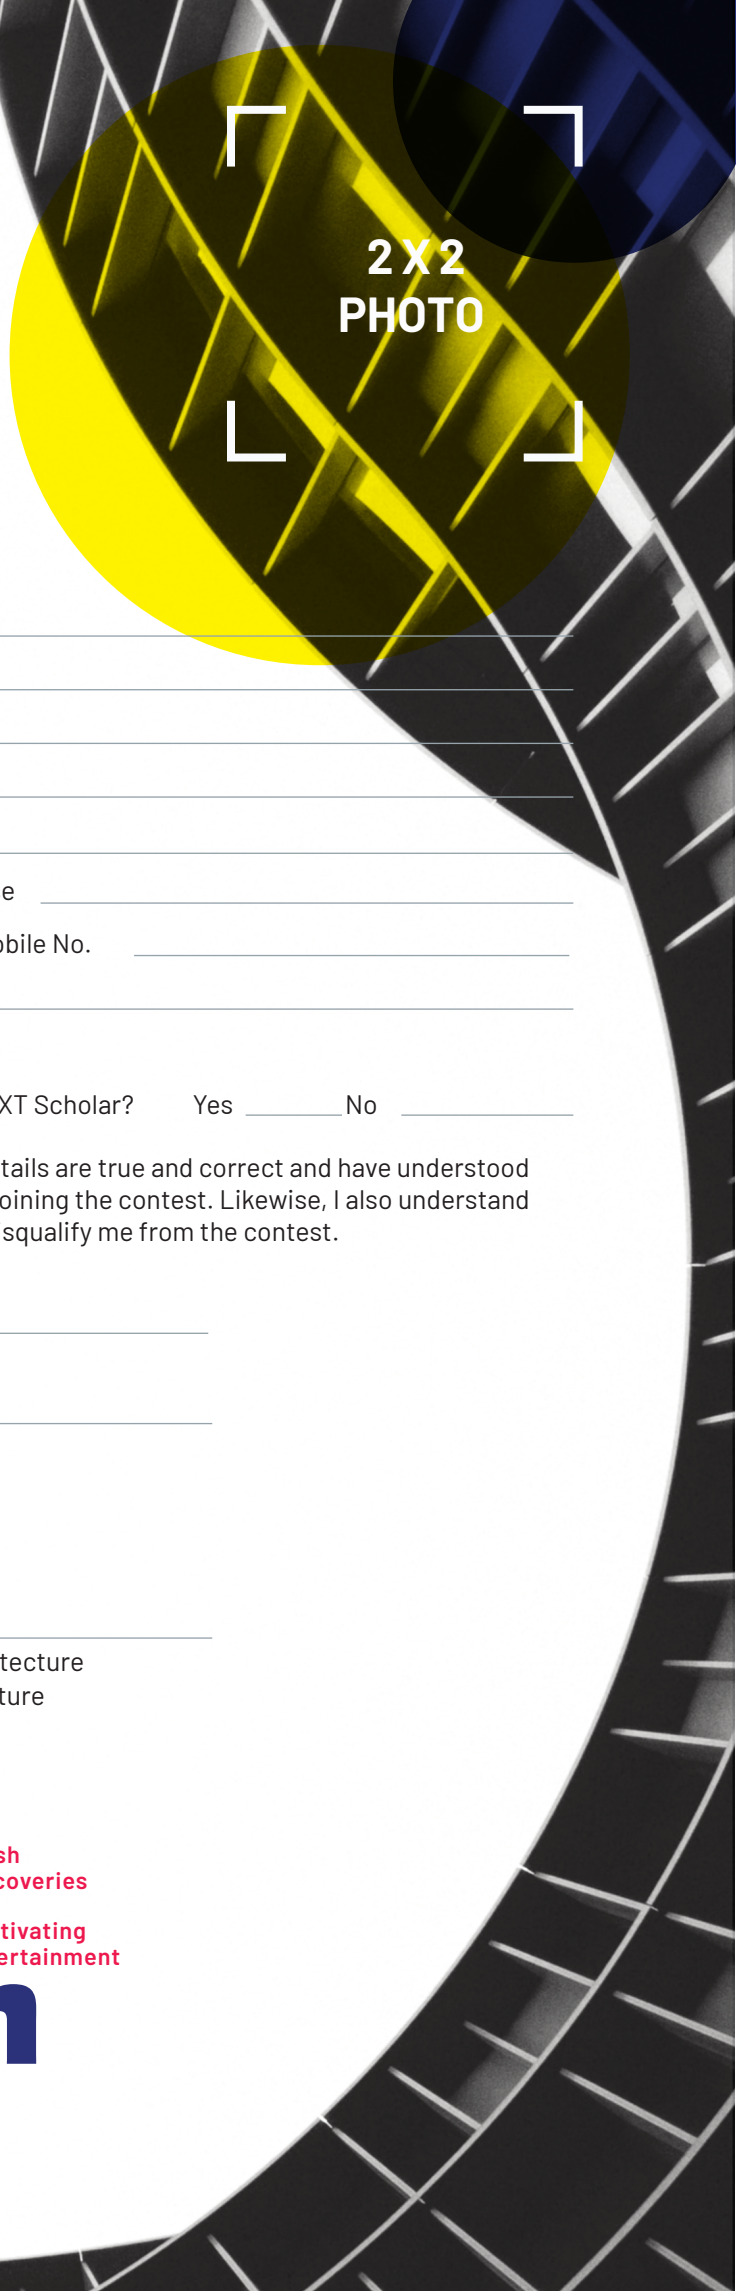 2 X 2
PHOTO
e
obile No.
XT Scholar? Yes No
tails are true and correct and have understood
oining the contest. Likewise, I also understand
squalify me from the contest.
tecture
ture
sh
coveries
tivating
ertainment
n